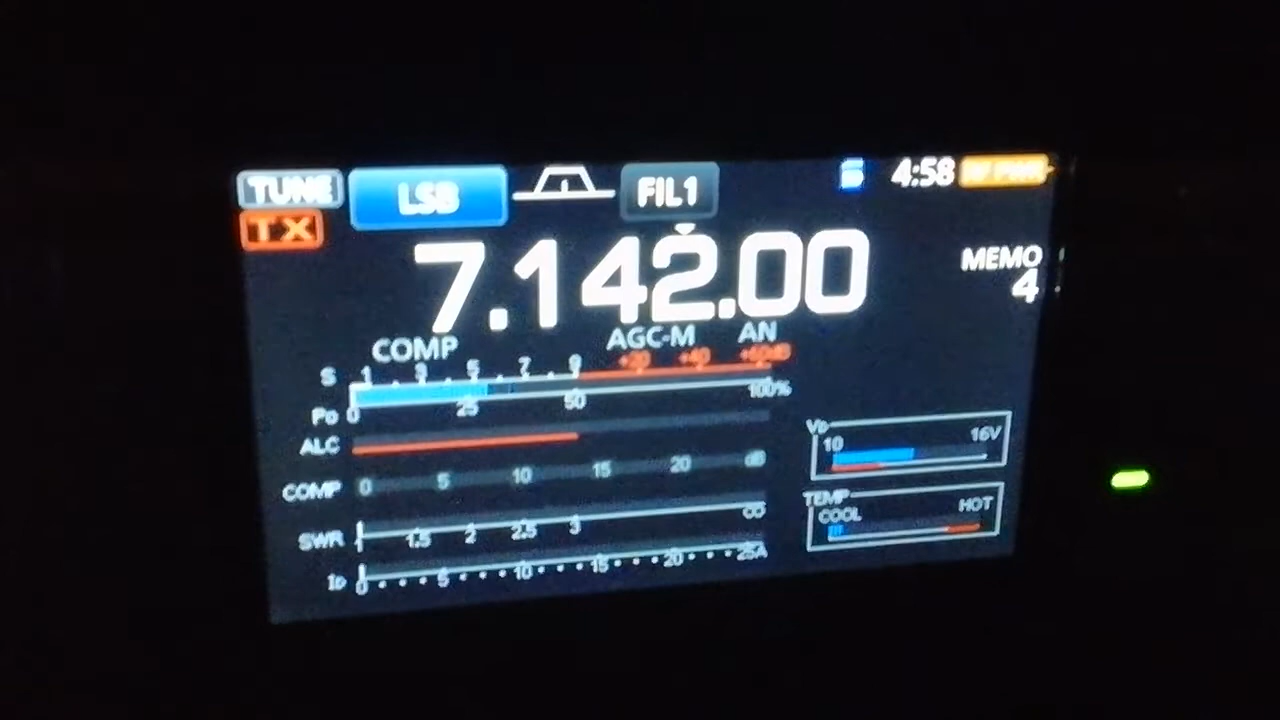 TUNE LSB FIL1 4:58
TX
7.142.00
MEMO
4
COMP AGC-M AN
S 1 3 5 7 9 +20 +40 +60dB
Po 0 25 50 100%
ALC
COMP 0 5 10 15 20 dB
SWR 1 1.5 2 2.5 3 ∞
ID 0 5 10 15 20 25A
VD
10 16V
TEMP
COOL HOT